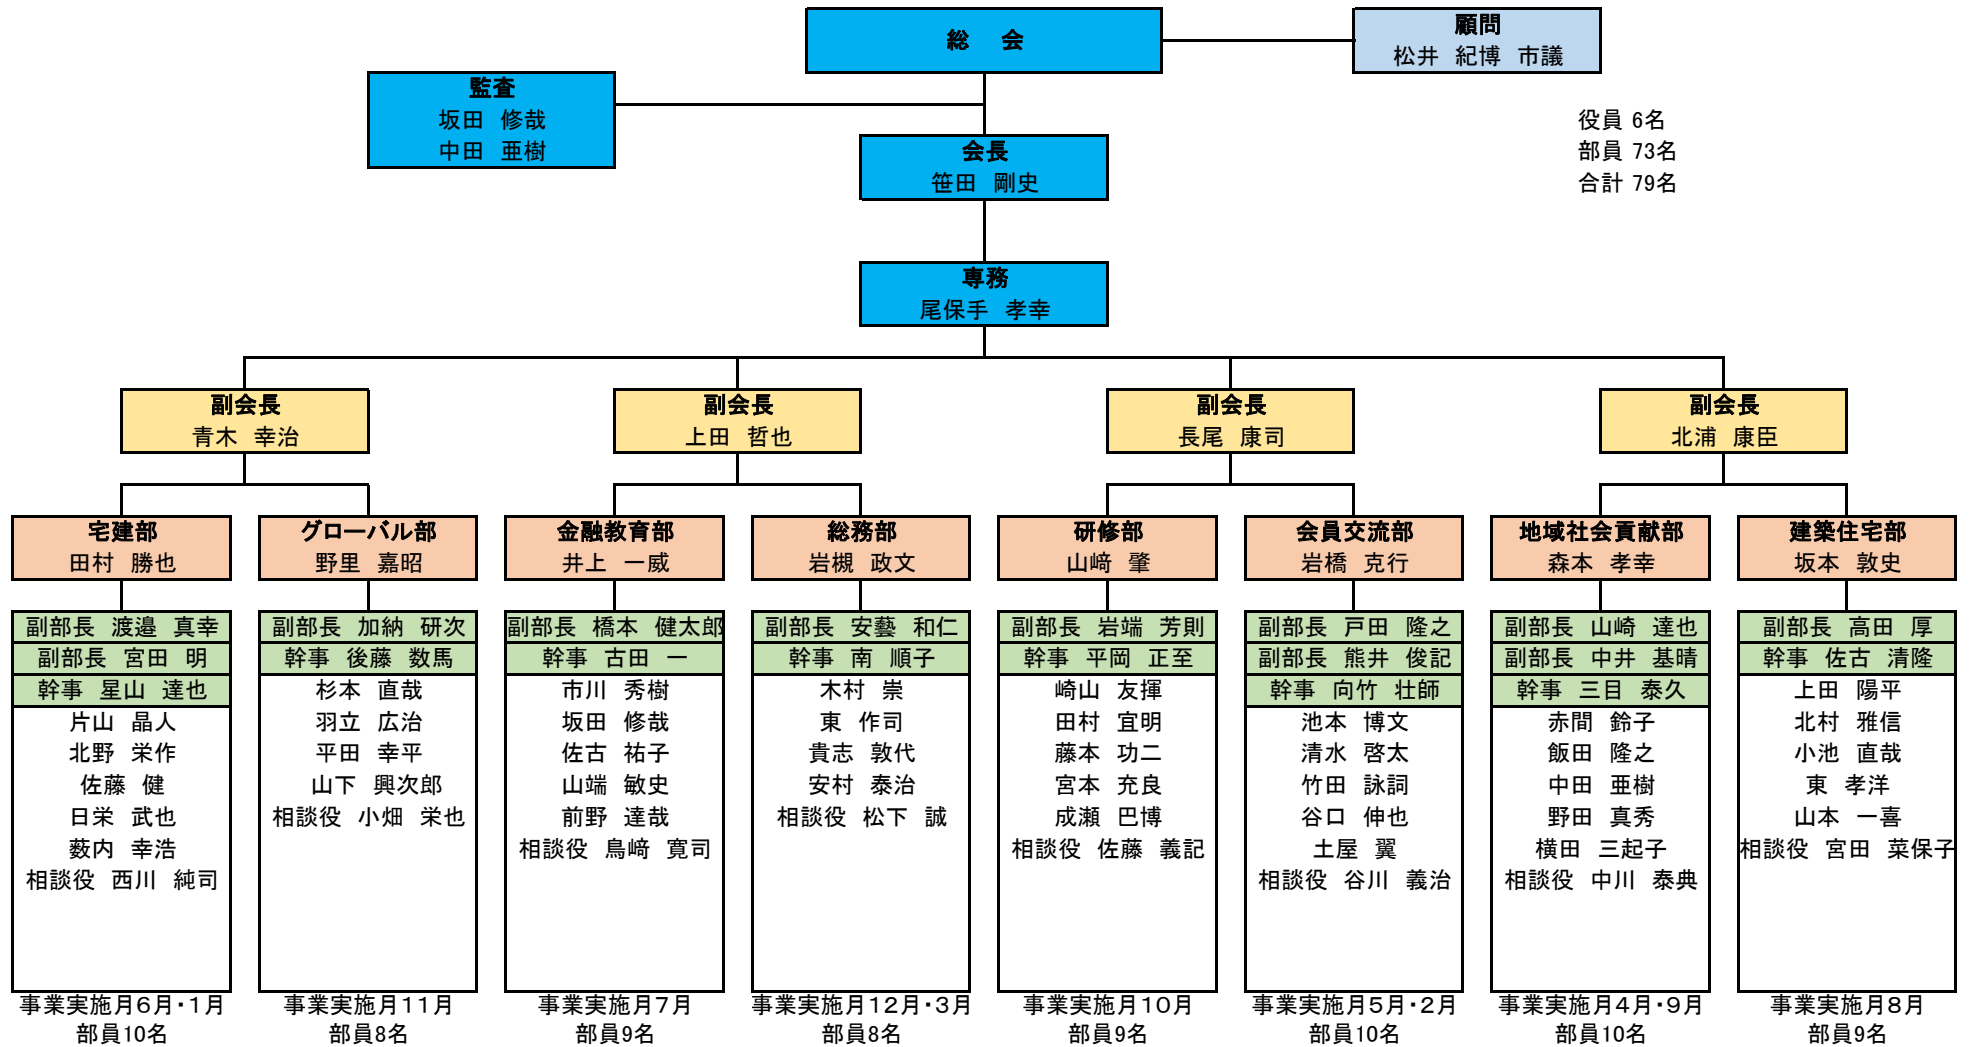 総　会
顧問
松井　紀博　市議
監査
坂田　修哉
中田　亜樹
役員 6名
部員 73名
合計 79名
会長
笹田　剛史
専務
尾保手　孝幸
副会長
青木　幸治
副会長
上田　哲也
副会長
長尾　康司
副会長
北浦　康臣
宅建部
田村　勝也
副部長　渡邉　真幸
副部長　宮田　明
幹事　星山　達也
片山　晶人
北野　栄作
佐藤　健
日栄　武也
薮内　幸浩
相談役　西川　純司
事業実施月６月・１月
部員10名
グローバル部
野里　嘉昭
副部長　加納　研次
幹事　後藤　数馬
杉本　直哉
羽立　広治
平田　幸平
山下　興次郎
相談役　小畑　栄也
事業実施月１１月
部員8名
金融教育部
井上　一威
副部長　橋本　健太郎
幹事　古田　一
市川　秀樹
坂田　修哉
佐古　祐子
山端　敏史
前野　達哉
相談役　鳥﨑　寛司
事業実施月７月
部員9名
総務部
岩槻　政文
副部長　安藝　和仁
幹事　南　順子
木村　崇
東　作司
貴志　敦代
安村　泰治
相談役　松下　誠
事業実施月１２月・３月
部員8名
研修部
山﨑　肇
副部長　岩端　芳則
幹事　平岡　正至
崎山　友揮
田村　宜明
藤本　功二
宮本　充良
成瀬　巴博
相談役　佐藤　義記
事業実施月１０月
部員9名
会員交流部
岩橋　克行
副部長　戸田　隆之
副部長　熊井　俊記
幹事　向竹　壮師
池本　博文
清水　啓太
竹田　詠詞
谷口　伸也
土屋　翼
相談役　谷川　義治
事業実施月５月・２月
部員10名
地域社会貢献部
森本　孝幸
副部長　山崎　達也
副部長　中井　基晴
幹事　三目　泰久
赤間　鈴子
飯田　隆之
中田　亜樹
野田　真秀
横田　三起子
相談役　中川　泰典
事業実施月４月・９月
部員10名
建築住宅部
坂本　敦史
副部長　高田　厚
幹事　佐古　清隆
上田　陽平
北村　雅信
小池　直哉
東　孝洋
山本　一喜
相談役　宮田　菜保子
事業実施月８月
部員9名